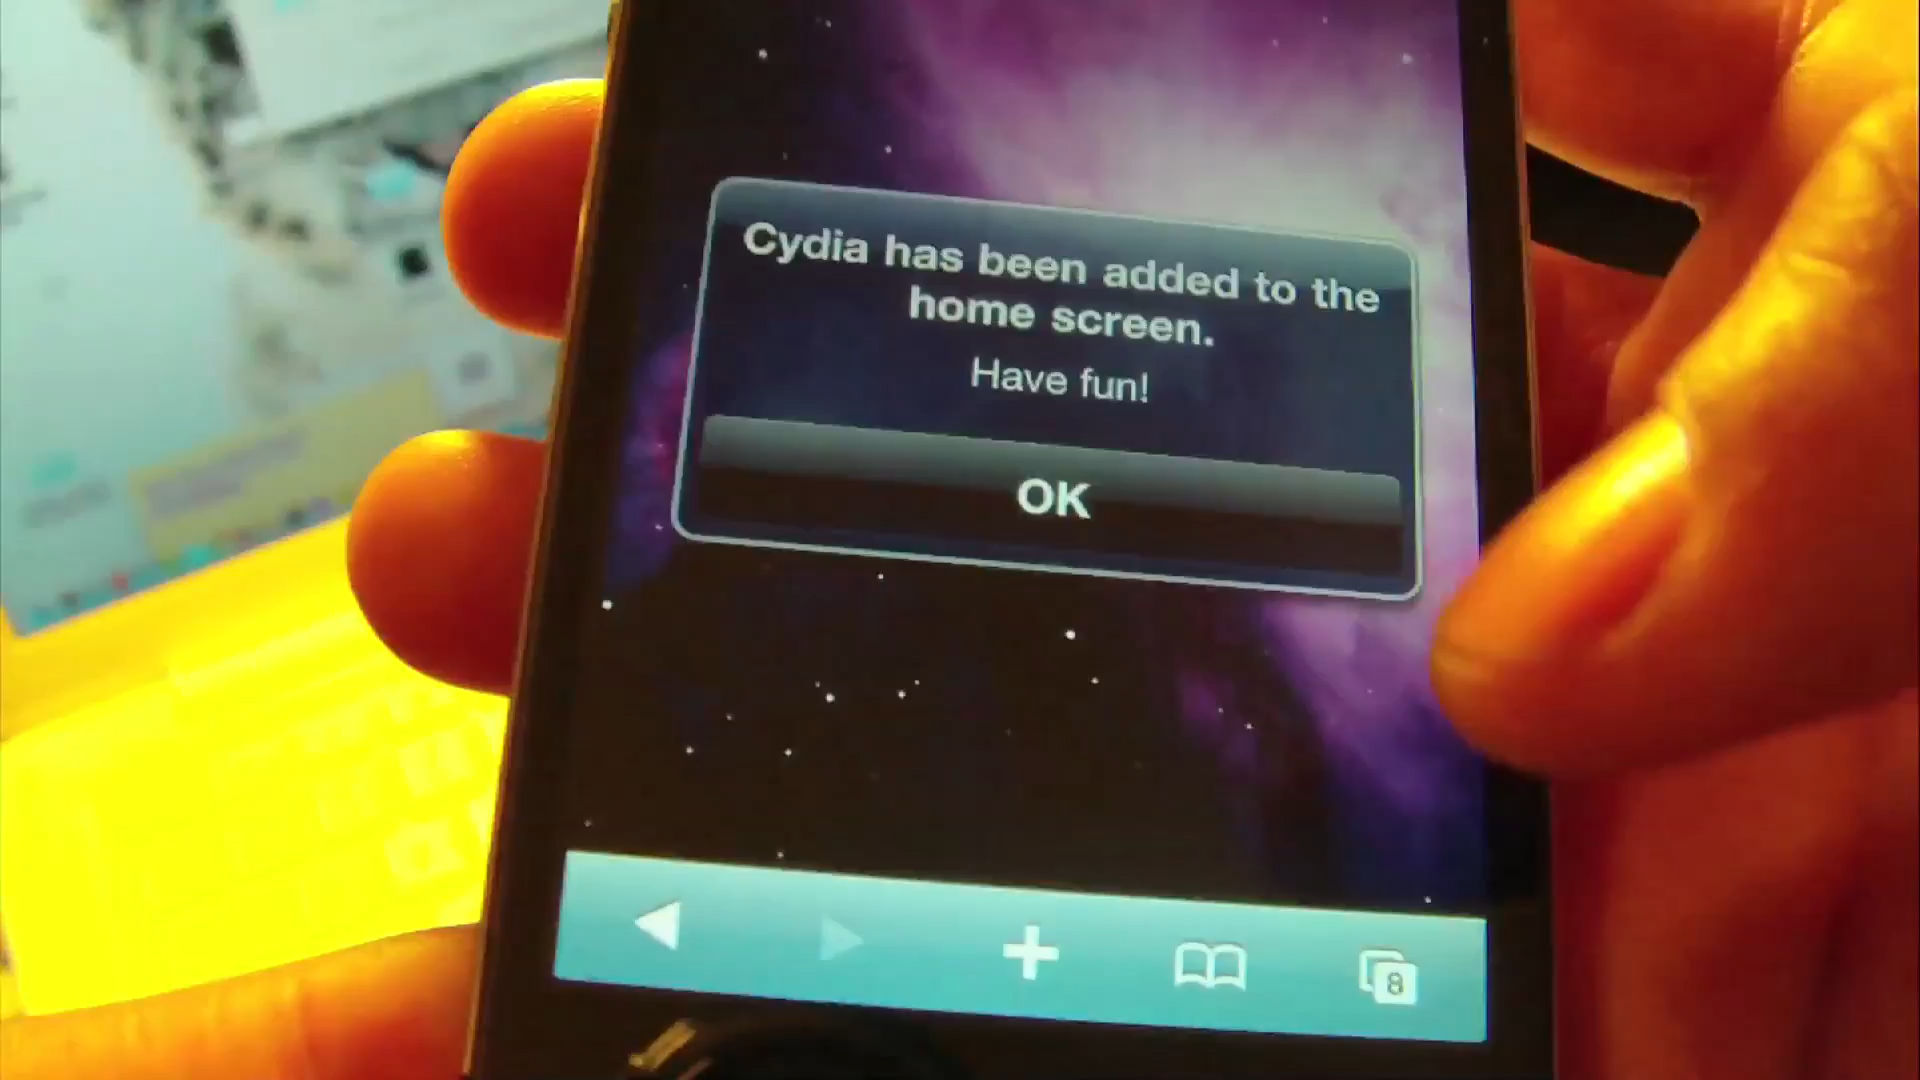 Cydia has been added to the
home screen.
Have fun!
OK
8